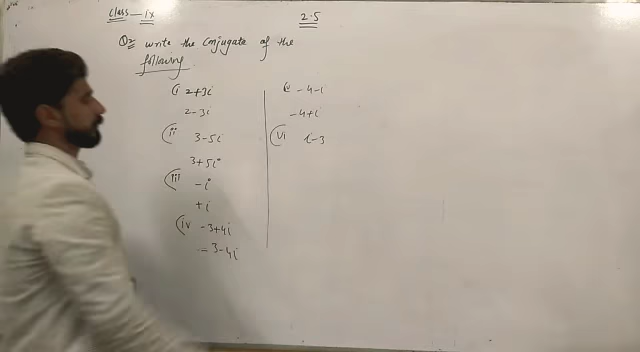 Class - IX
2.5
Q2 write the Conjugate of the
following
(i 2+3i
2-3i
(ii 3-5i
3+5i
(iii -i
+i
(iv -3+4i
=3-4i
-4-i
-4+i
(vi i-3